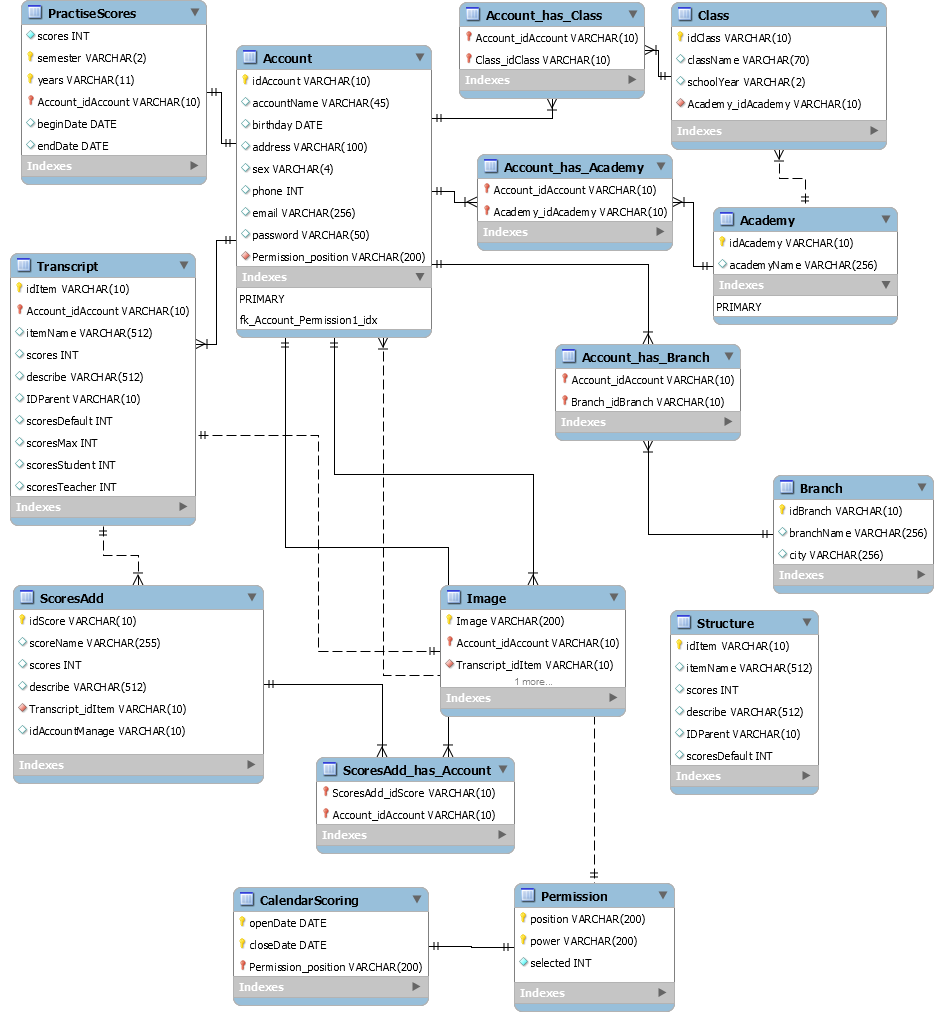 PractiseScores
scores INT
semester VARCHAR(2)
years VARCHAR(11)
Account_idAccount VARCHAR(10)
beginDate DATE
endDate DATE
Indexes
Account
idAccount VARCHAR(10)
accountName VARCHAR(45)
birthday DATE
address VARCHAR(100)
sex VARCHAR(4)
phone INT
email VARCHAR(256)
password VARCHAR(50)
Permission_position VARCHAR(200)
Indexes
PRIMARY
fk_Account_Permission1_idx
Account_has_Class
Account_idAccount VARCHAR(10)
Class_idClass VARCHAR(10)
Indexes
Class
idClass VARCHAR(10)
className VARCHAR(70)
schoolYear VARCHAR(2)
Academy_idAcademy VARCHAR(10)
Indexes
Account_has_Academy
Account_idAccount VARCHAR(10)
Academy_idAcademy VARCHAR(10)
Indexes
Academy
idAcademy VARCHAR(10)
academyName VARCHAR(256)
Indexes
PRIMARY
Transcript
idItem VARCHAR(10)
Account_idAccount VARCHAR(10)
itemName VARCHAR(512)
scores INT
describe VARCHAR(512)
IDParent VARCHAR(10)
scoresDefault INT
scoresMax INT
scoresStudent INT
scoresTeacher INT
Indexes
Account_has_Branch
Account_idAccount VARCHAR(10)
Branch_idBranch VARCHAR(10)
Indexes
Branch
idBranch VARCHAR(10)
branchName VARCHAR(256)
city VARCHAR(256)
Indexes
ScoresAdd
idScore VARCHAR(10)
scoreName VARCHAR(255)
scores INT
describe VARCHAR(512)
Transcript_idItem VARCHAR(10)
idAccountManage VARCHAR(10)
Indexes
Image
Image VARCHAR(200)
Account_idAccount VARCHAR(10)
Transcript_idItem VARCHAR(10)
1 more...
Indexes
Structure
idItem VARCHAR(10)
itemName VARCHAR(512)
scores INT
describe VARCHAR(512)
IDParent VARCHAR(10)
scoresDefault INT
Indexes
ScoresAdd_has_Account
ScoresAdd_idScore VARCHAR(10)
Account_idAccount VARCHAR(10)
Indexes
CalendarScoring
openDate DATE
closeDate DATE
Permission_position VARCHAR(200)
Indexes
Permission
position VARCHAR(200)
power VARCHAR(200)
selected INT
Indexes